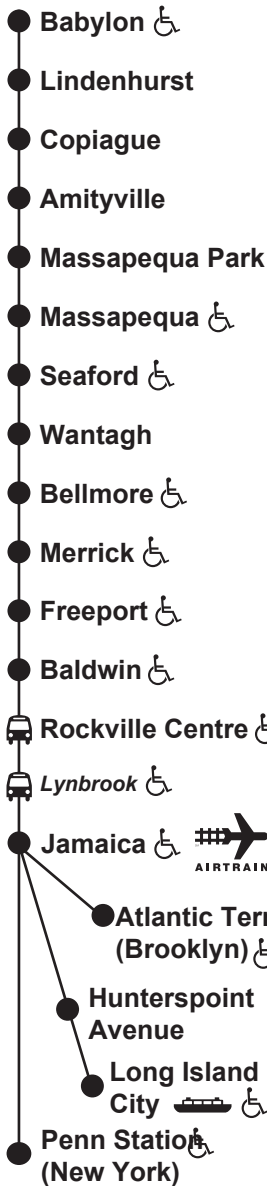 Babylon
Lindenhurst
Copiague
Amityville
Massapequa Park
Massapequa
Seaford
Wantagh
Bellmore
Merrick
Freeport
Baldwin
Rockville Centre
Lynbrook
Jamaica
AIRTRAIN
Atlantic
(Brooklyn)
Hunterspoint
Avenue
Long Island
City
Penn Station
(New York)